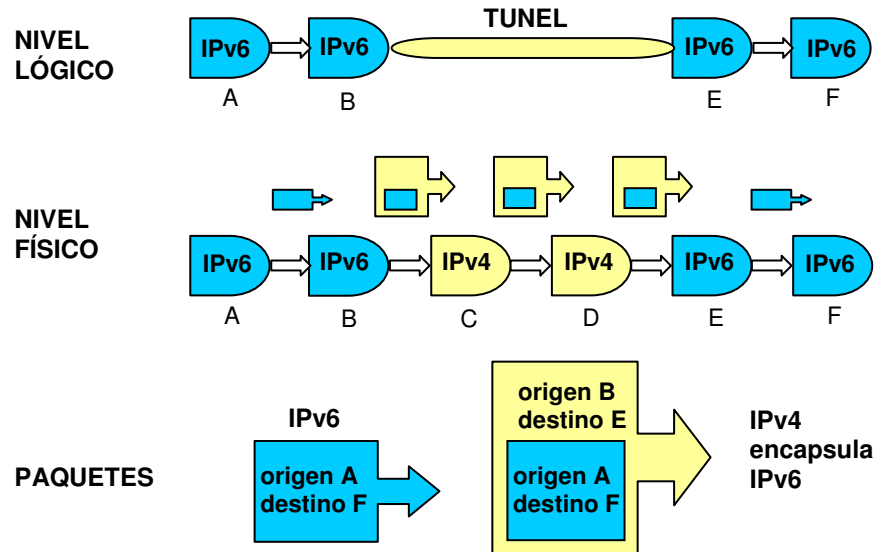 TUNEL
NIVEL
LÓGICO
IPv6 IPv6 IPv6 IPv6
A B E F
NIVEL
FÍSICO
IPv6 IPv6 IPv4 IPv4 IPv6 IPv6
A B C D E F
PAQUETES
IPv6
origen A
destino F
origen B
destino E
origen A
destino F
IPv4
encapsula
IPv6